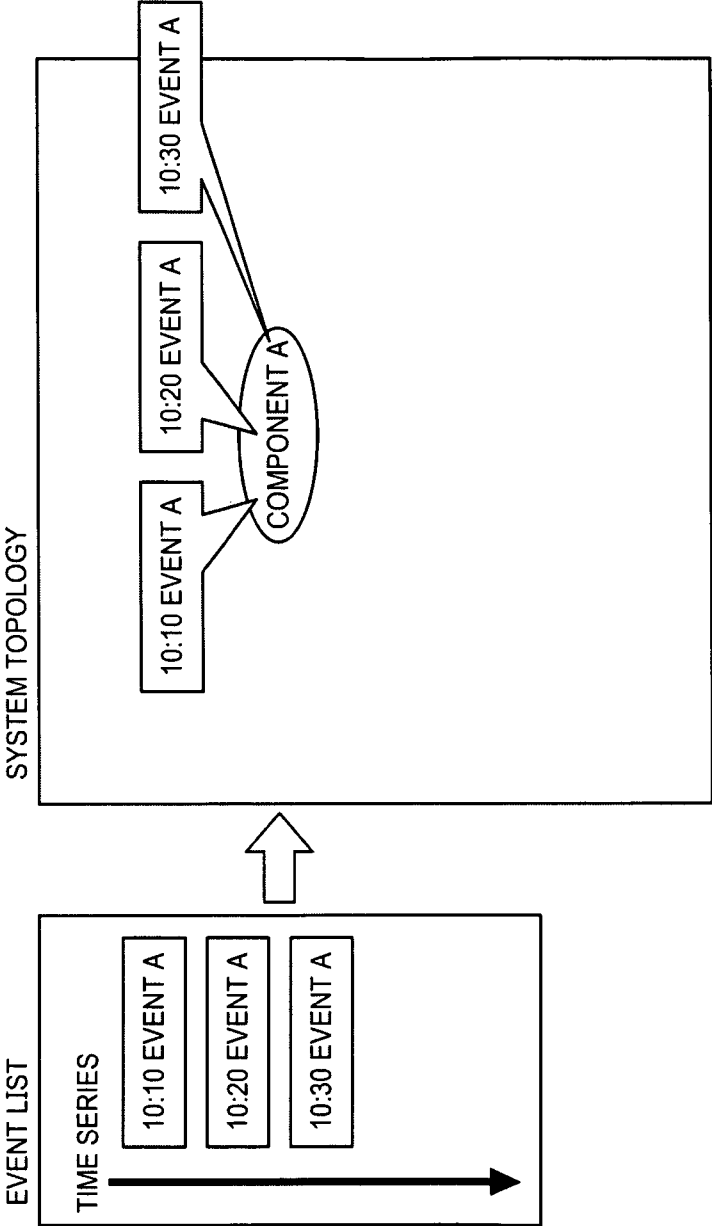 EVENT LIST
TIME SERIES
10:10 EVENT A
10:20 EVENT A
10:30 EVENT A
SYSTEM TOPOLOGY
10:10 EVENT A
10:20 EVENT A
10:30 EVENT A
COMPONENT A